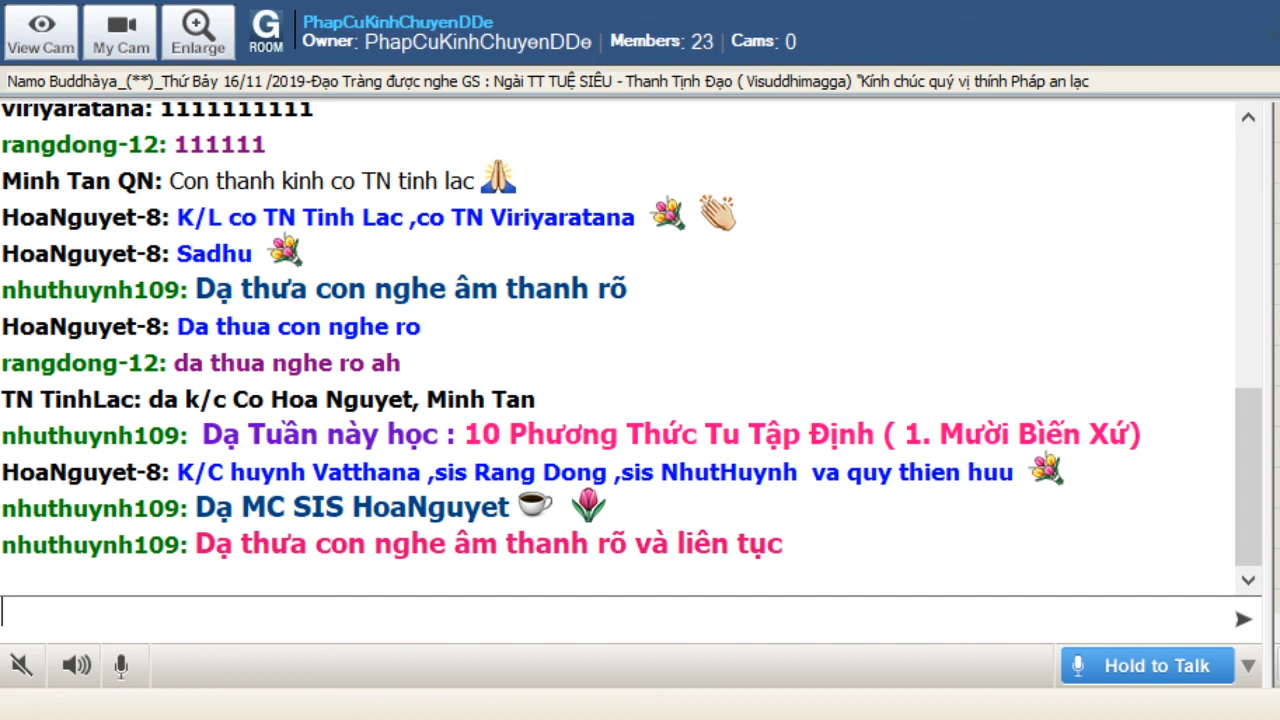 View Cam
My Cam
Enlarge
G
ROOM
PhapCuKinhChuyenDDe
Owner: PhapCuKinhChuyenDDe | Members: 23 | Cams: 0
Namo Buddhàya_(**)_Thứ Bảy 16/11 /2019-Đạo Tràng được nghe GS : Ngài TT TUỆ SIÊU - Thanh Tịnh Đạo ( Visuddhimagga) "Kính chúc quý vị thính Pháp an lạc
viriyaratana: 1111111111
rangdong-12: 111111
Minh Tan QN: Con thanh kinh co TN tinh lac
HoaNguyet-8: K/L co TN Tinh Lac ,co TN Viriyaratana
HoaNguyet-8: Sadhu
nhuthuynh109: Dạ thưa con nghe âm thanh rõ
HoaNguyet-8: Da thua con nghe ro
rangdong-12: da thua nghe ro ah
TN TinhLac: da k/c Co Hoa Nguyet, Minh Tan
nhuthuynh109: Dạ Tuần này học : 10 Phương Thức Tu Tập Định ( 1. Mười Bìến Xứ)
HoaNguyet-8: K/C huynh Vatthana ,sis Rang Dong ,sis NhutHuynh va quy thien huu
nhuthuynh109: Dạ MC SIS HoaNguyet
nhuthuynh109: Dạ thưa con nghe âm thanh rõ và liên tục
Hold to Talk